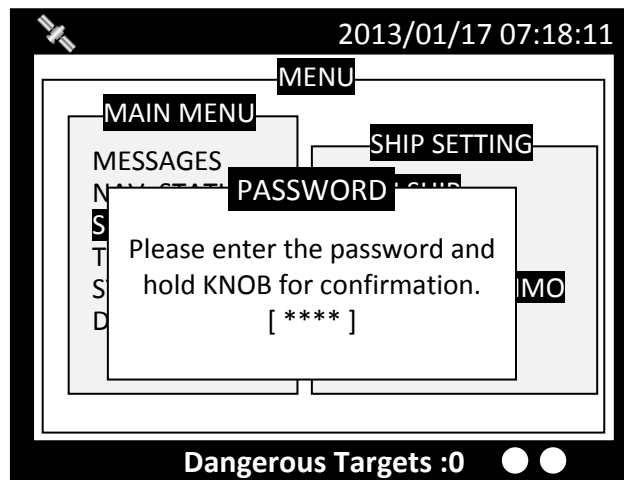 2013/01/17 07:18:11
MENU
MAIN MENU
SHIP SETTING
MESSAGES
PASSWORD
Please enter the password and
hold KNOB for confirmation.
[ **** ]
Dangerous Targets :0